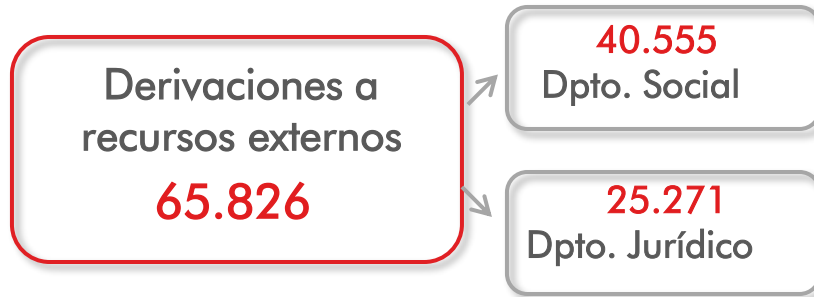 Derivaciones a
recursos externos
65.826
40.555
Dpto. Social
25.271
Dpto. Jurídico